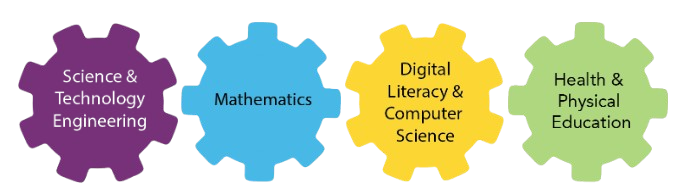 Science &
Technology
Engineering
Mathematics
Digital
Literacy &
Computer
Science
Health &
Physical
Education